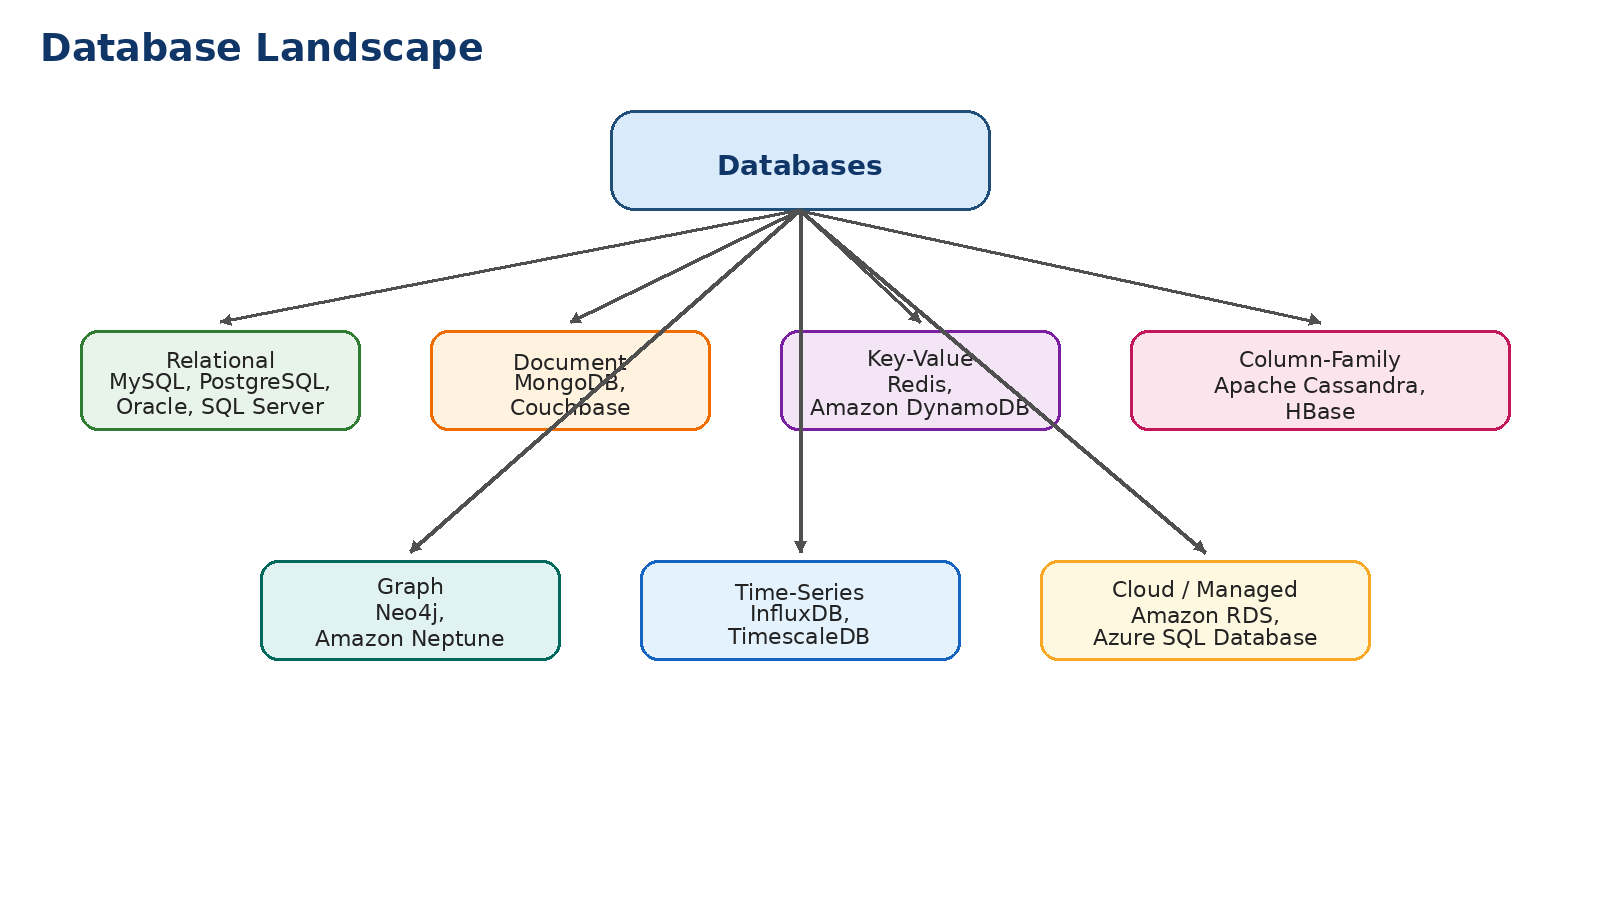 Database Landscape
Databases
Relational
MySQL, PostgreSQL,
Oracle, SQL Server
Document
MongoDB,
Couchbase
Key-Value
Redis,
Amazon DynamoDB
Column-Family
Apache Cassandra,
HBase
Graph
Neo4j,
Amazon Neptune
Time-Series
InfluxDB,
TimescaleDB
Cloud / Managed
Amazon RDS,
Azure SQL Database